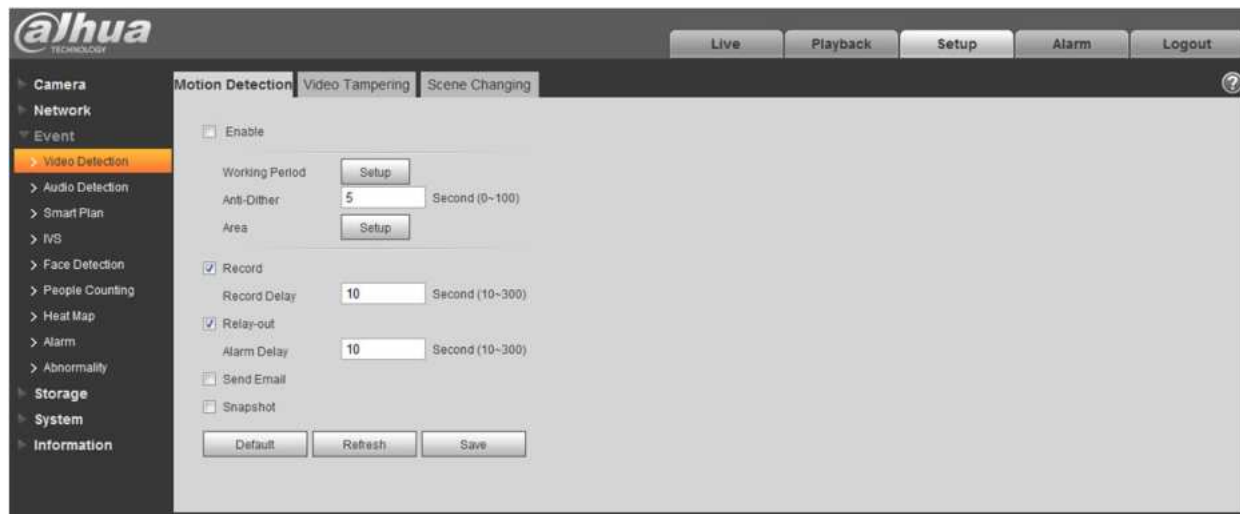 alhua
TECHNOLOGY
Live
Playback
Setup
Alarm
Logout
Camera
Network
Event
Video Detection
Audio Detection
Smart Plan
IVS
Face Detection
People Counting
Heat Map
Alarm
Abnormality
Storage
System
Information
Motion Detection
Video Tampering
Scene Changing
?
Enable
Working Period Setup
Anti-Dither 5 Second (0~100)
Area Setup
Record
Record Delay 10 Second (10~300)
Relay-out
Alarm Delay 10 Second (10~300)
Send Email
Snapshot
Default Refresh Save